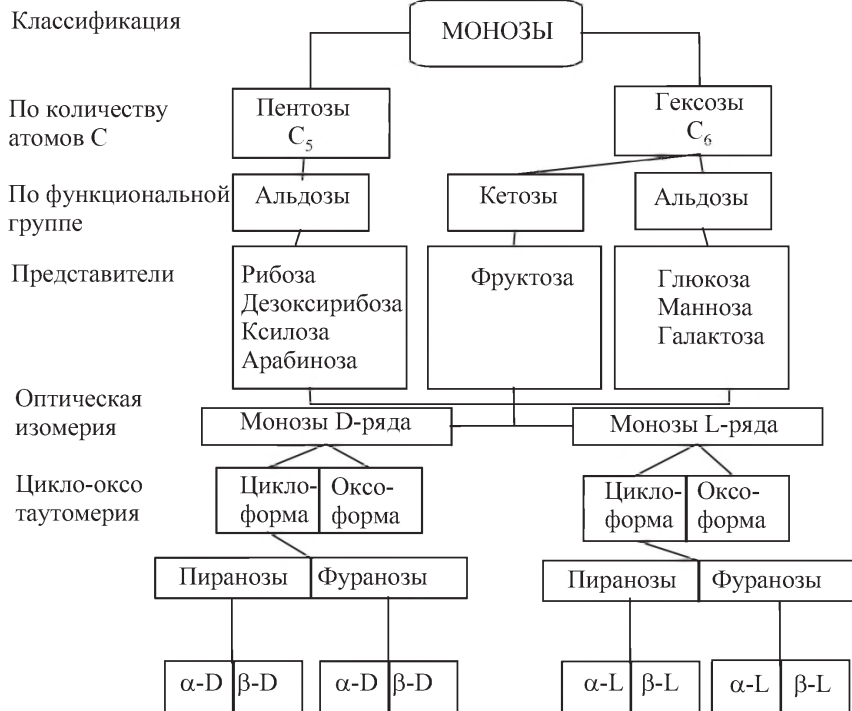 Классификация
МОНОЗЫ
По количеству
атомов С
Пентозы
C5
Гексозы
C6
По функциональной
группе
Альдозы
Кетозы
Альдозы
Представители
Рибоза
Дезоксирибоза
Ксилоза
Арабиноза
Фруктоза
Глюкоза
Манноза
Галактоза
Оптическая
изомерия
Монозы D-ряда
Монозы L-ряда
Цикло-оксо
таутомерия
Цикло-
форма
Оксо-
форма
Цикло-
форма
Оксо-
форма
Пиранозы
Фуранозы
Пиранозы
Фуранозы
α-D
β-D
α-D
β-D
α-L
β-L
α-L
β-L